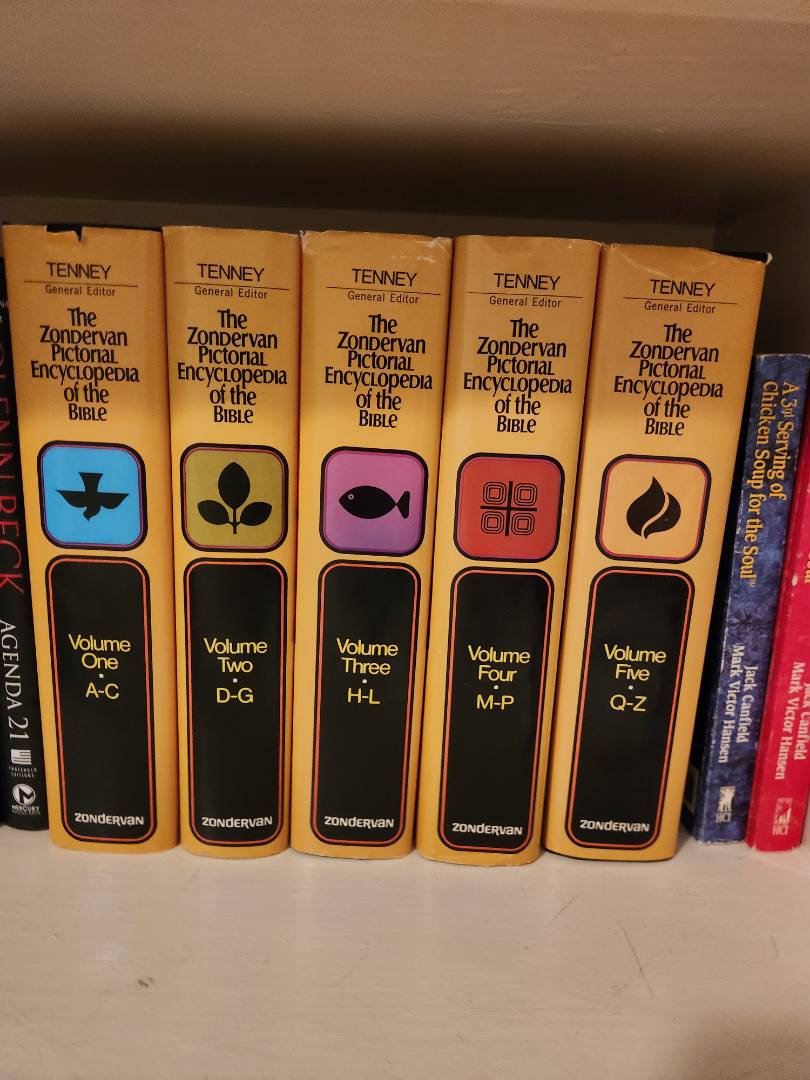 GLENN BECK
AGENDA 21
MERCURY
TENNEY
General Editor
The
Zondervan
Pictorial
Encyclopedia
of the
Bible
Volume
One
A-C
ZONDERVAN
TENNEY
General Editor
The
Zondervan
Pictorial
Encyclopedia
of the
Bible
Volume
Two
D-G
ZONDERVAN
TENNEY
General Editor
The
Zondervan
Pictorial
Encyclopedia
of the
Bible
Volume
Three
H-L
ZONDERVAN
TENNEY
General Editor
The
Zondervan
Pictorial
Encyclopedia
of the
Bible
Volume
Four
M-P
ZONDERVAN
TENNEY
General Editor
The
Zondervan
Pictorial
Encyclopedia
of the
Bible
Volume
Five
Q-Z
ZONDERVAN
A 3rd Serving of
Chicken Soup for the Soul™
Jack Canfield
Mark Victor Hansen
HCI
Canfield
Mark Victor Hansen
HCI